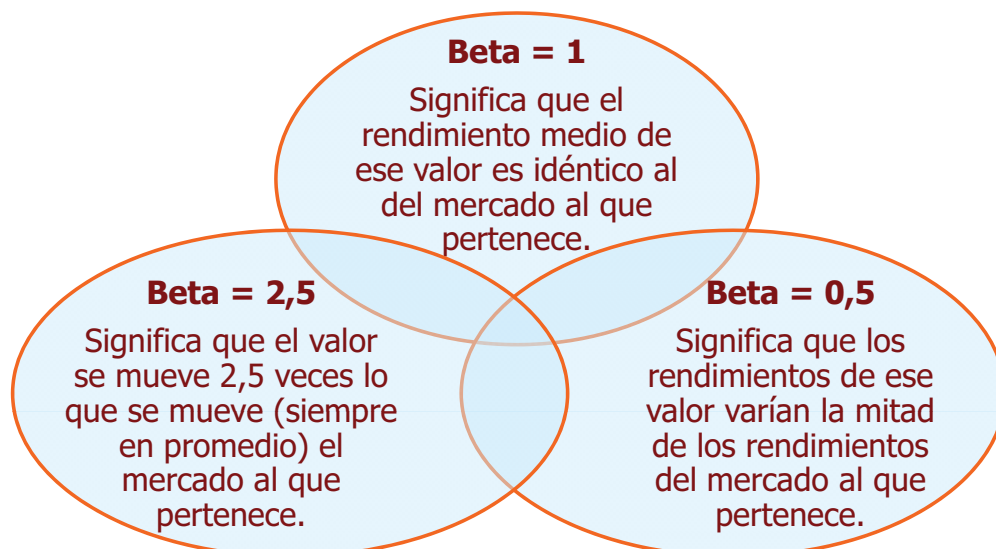 Beta = 1
Significa que el
rendimiento medio de
ese valor es idéntico al
del mercado al que
pertenece.
Beta = 2,5
Significa que el valor
se mueve 2,5 veces lo
que se mueve (siempre
en promedio) el
mercado al que
pertenece.
Beta = 0,5
Significa que los
rendimientos de ese
valor varían la mitad
de los rendimientos
del mercado al que
pertenece.